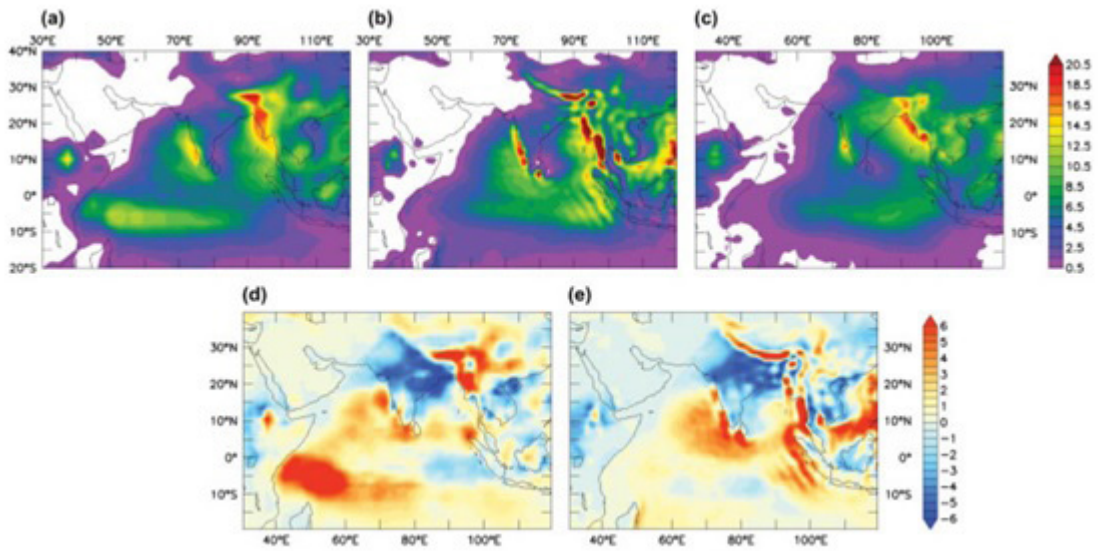 (a) (b) (c)
30°E 50°E 70°E 90°E 110°E 30°E 50°E 70°E 90°E 110°E 40°E 60°E 80°E 100°E
40°N
30°N
20°N
10°N
0°
10°S
20°S
30°N
20°N
10°N
0°
10°S
20.5
18.5
16.5
14.5
12.5
10.5
8.5
6.5
4.5
2.5
0.5
(d) (e)
30°N
20°N
10°N
0°
10°S
30°N
20°N
10°N
0°
10°S
6
5
4
3
2
1
0
−1
−2
−3
−4
−5
−6
40°E 60°E 80°E 100°E 40°E 60°E 80°E 100°E